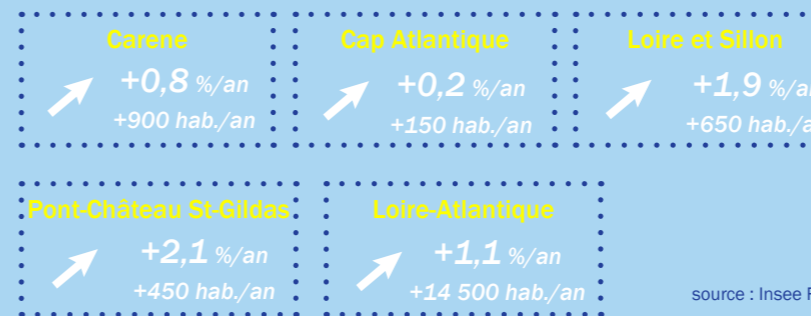 Carene
+0,8 %/an
+900 hab./an
Cap Atlantique
+0,2 %/an
+150 hab./an
Loire et Sillon
+1,9
+650
Pont-Château St-Gildas
+2,1 %/an
+450 hab./an
Loire-Atlantique
+1,1 %/an
+14 500 hab./an
source : Insee